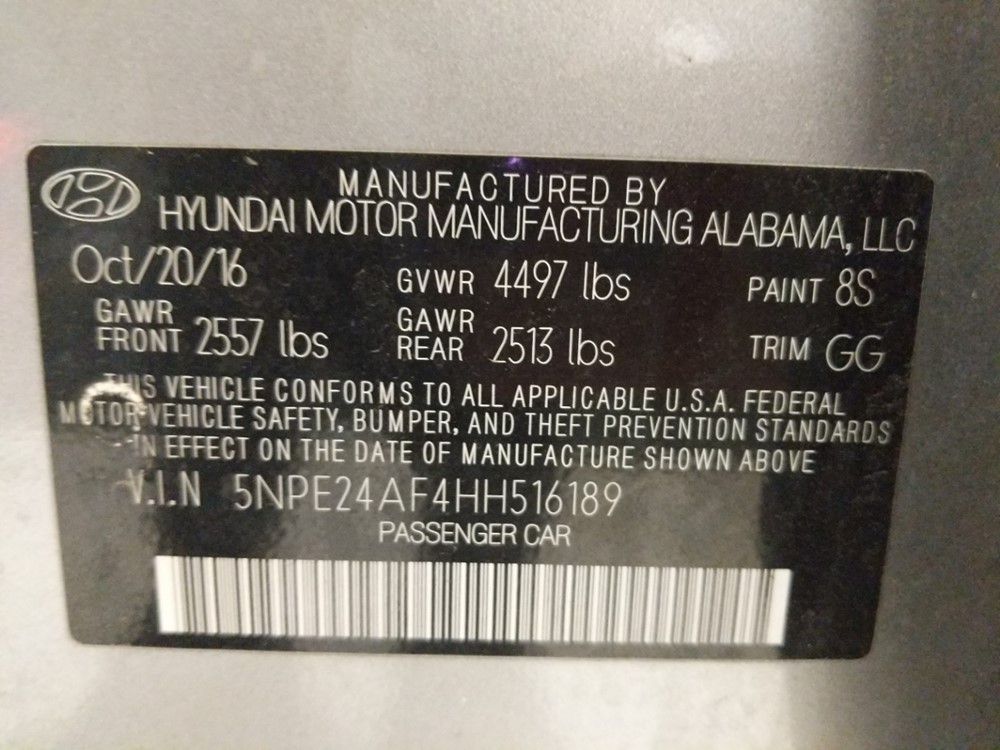 MANUFACTURED BY
HYUNDAI MOTOR MANUFACTURING ALABAMA, LLC
Oct/20/16 GVWR 4497 lbs PAINT 8S
GAWR FRONT 2557 lbs GAWR REAR 2513 lbs TRIM GG
THIS VEHICLE CONFORMS TO ALL APPLICABLE U.S.A. FEDERAL
MOTOR VEHICLE SAFETY, BUMPER, AND THEFT PREVENTION STANDARDS
IN EFFECT ON THE DATE OF MANUFACTURE SHOWN ABOVE
V.I.N 5NPE24AF4HH516189
PASSENGER CAR